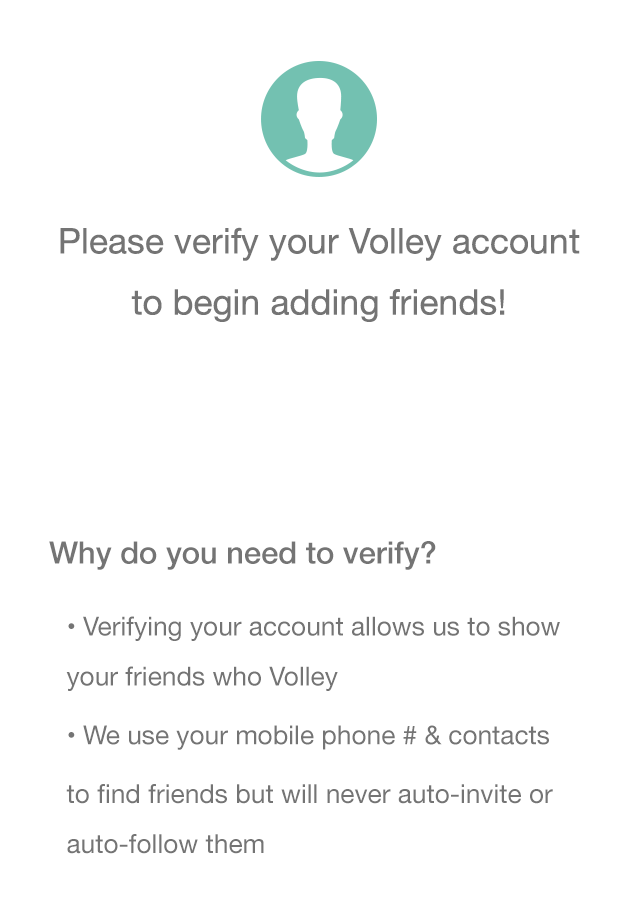 Please verify your Volley account
to begin adding friends!
Why do you need to verify?
• Verifying your account allows us to show
your friends who Volley
• We use your mobile phone # & contacts
to find friends but will never auto-invite or
auto-follow them